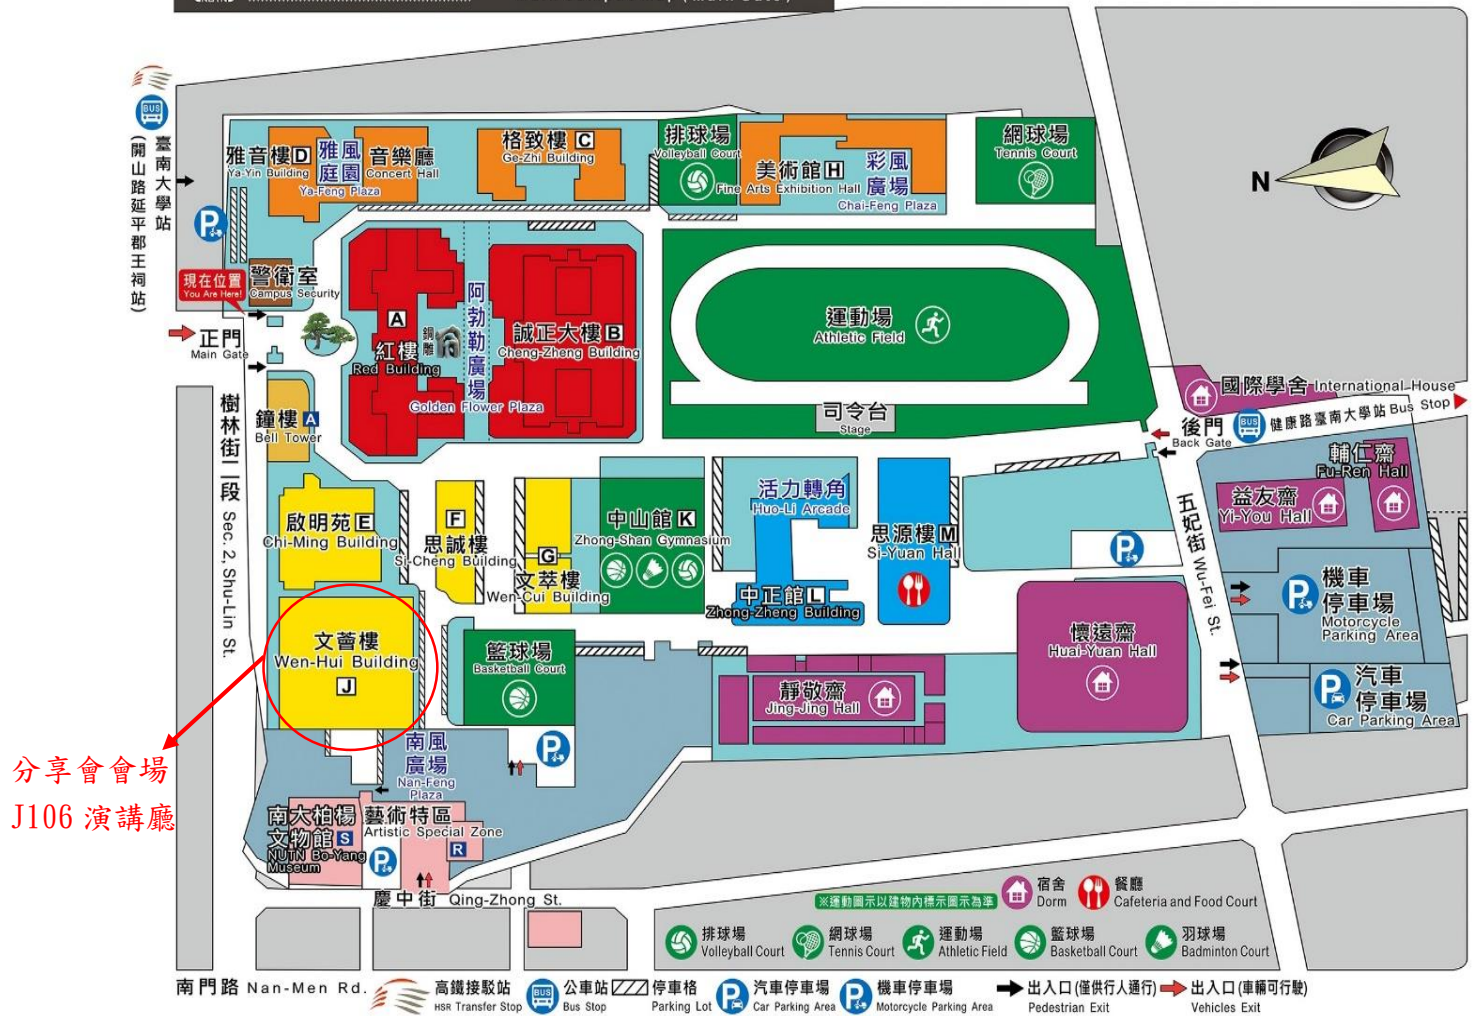 臺南大學站
(開山路延平郡王祠站)
雅音樓 D
Ya-Yin Building
雅風庭園
Ya-Feng Plaza
音樂廳
Concert Hall
格致樓 C
Ge-Zhi Building
排球場
Volleyball Court
美術館 H
Fine Arts Exhibition Hall
彩風廣場
Chai-Feng Plaza
網球場
Tennis Court
N
現在位置
You Are Here!
警衛室
Campus Security
正門
Main Gate
A
紅樓
Red Building
銅雕
阿勃勒廣場
Golden Flower Plaza
誠正大樓 B
Cheng-Zheng Building
運動場
Athletic Field
司令台
Stage
國際學舍 International House
健康路臺南大學站 Bus Stop
後門
Back Gate
鐘樓 A
Bell Tower
樹林街二段 Sec. 2, Shu-Lin St.
啟明苑 E
Chi-Ming Building
F
思誠樓
Si-Cheng Building
G
文萃樓
Wen-Cui Building
中山館 K
Zhong-Shan Gymnasium
活力轉角
Huo-Li Arcade
中正館 L
Zhong-Zheng Building
思源樓 M
Si-Yuan Hall
輔仁齋
Fu-Ren Hall
益友齋
Yi-You Hall
五妃街 Wu-Fei St.
機車停車場
Motorcycle Parking Area
汽車停車場
Car Parking Area
文薈樓
Wen-Hui Building
J
籃球場
Basketball Court
靜敬齋
Jing-Jing Hall
懷遠齋
Huai-Yuan Hall
分享會會場
J106 演講廳
南風廣場
Nan-Feng Plaza
南大柏楊
文物館 S
NUTN Bo-Yang
Museum
藝術特區
Artistic Special Zone
R
慶中街 Qing-Zhong St.
※運動圖示以建物內標示圖示為準
宿舍
Dorm
餐廳
Cafeteria and Food Court
排球場
Volleyball Court
網球場
Tennis Court
運動場
Athletic Field
籃球場
Basketball Court
羽球場
Badminton Court
南門路 Nan-Men Rd.
高鐵接駁站
HSR Transfer Stop
公車站
Bus Stop
停車格
Parking Lot
汽車停車場
Car Parking Area
機車停車場
Motorcycle Parking Area
出入口(僅供行人通行)
Pedestrian Exit
出入口(車輛可行駛)
Vehicles Exit